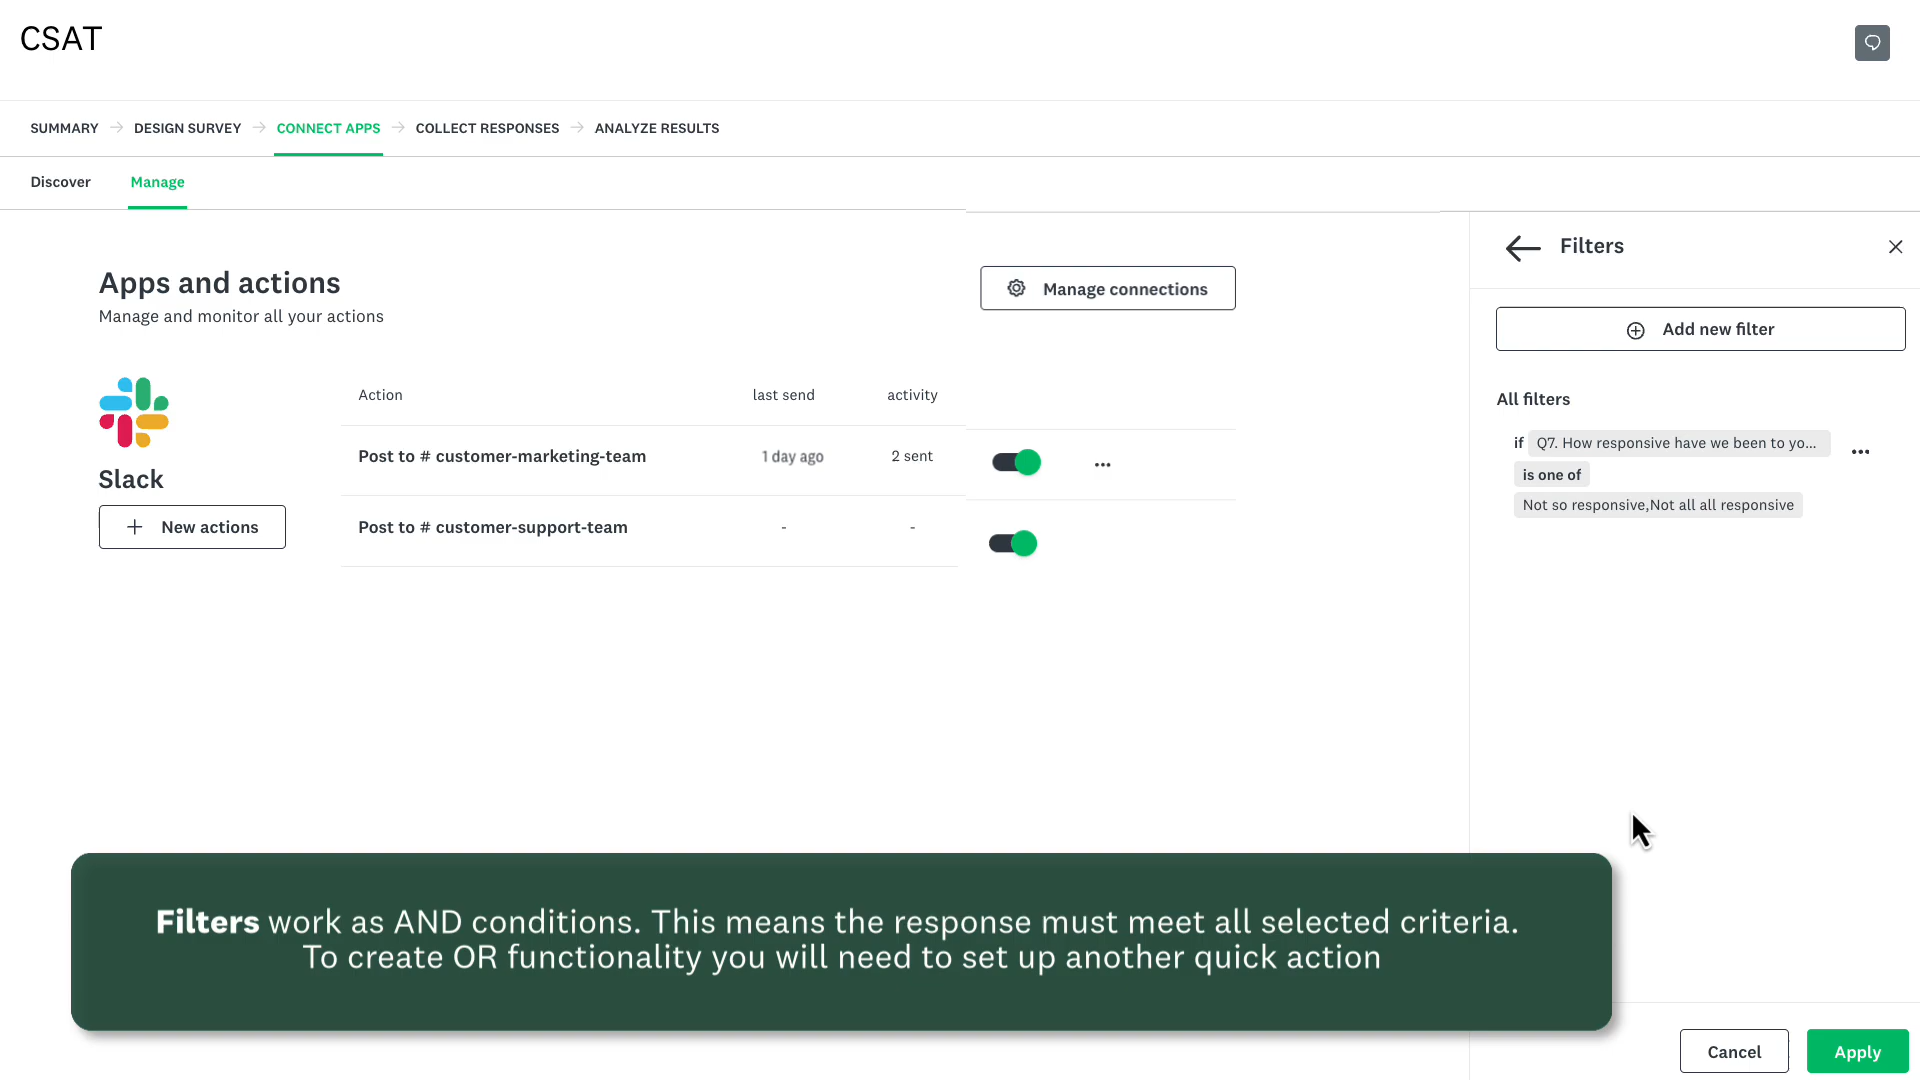 CSAT
SUMMARY DESIGN SURVEY CONNECT APPS COLLECT RESPONSES ANALYZE RESULTS
Discover Manage
Apps and actions
Manage and monitor all your actions
Manage connections
Slack
New actions
Action last send activity
Post to # customer-marketing-team 1 day ago 2 sent
Post to # customer-support-team - -
Filters
Add new filter
All filters
if Q7. How responsive have we been to yo...
is one of
Not so responsive,Not all all responsive
Filters work as AND conditions. This means the response must meet all selected criteria.
To create OR functionality you will need to set up another quick action
Cancel Apply